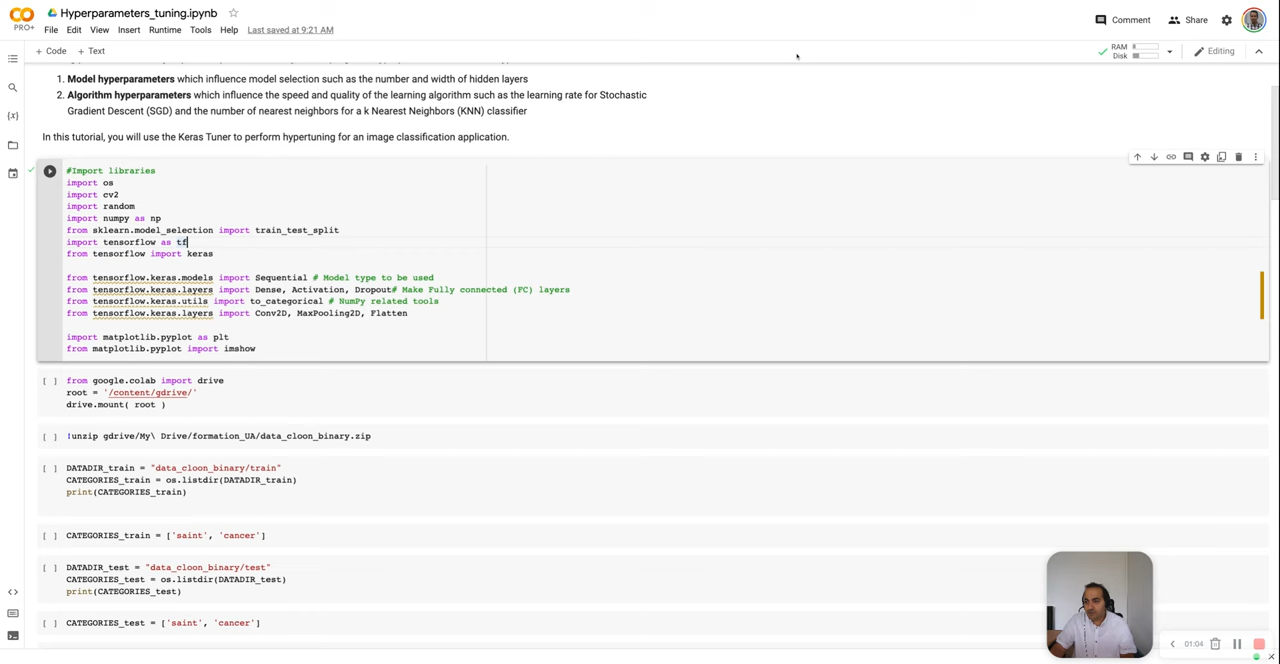 CO
PRO+
Hyperparameters_tuning.ipynb
File Edit View Insert Runtime Tools Help Last saved at 9:21 AM
Comment Share
+ Code + Text
RAM
Disk
Editing
1. Model hyperparameters which influence model selection such as the number and width of hidden layers
2. Algorithm hyperparameters which influence the speed and quality of the learning algorithm such as the learning rate for Stochastic
Gradient Descent (SGD) and the number of nearest neighbors for a k Nearest Neighbors (KNN) classifier
In this tutorial, you will use the Keras Tuner to perform hypertuning for an image classification application.
#Import libraries
import os
import cv2
import random
import numpy as np
from sklearn.model_selection import train_test_split
import tensorflow as tf
from tensorflow import keras
from tensorflow.keras.models import Sequential # Model type to be used
from tensorflow.keras.layers import Dense, Activation, Dropout# Make Fully connected (FC) layers
from tensorflow.keras.utils import to_categorical # NumPy related tools
from tensorflow.keras.layers import Conv2D, MaxPooling2D, Flatten
import matplotlib.pyplot as plt
from matplotlib.pyplot import imshow
[ ] from google.colab import drive
root = '/content/gdrive/'
drive.mount( root )
[ ] !unzip gdrive/My\ Drive/formation_UA/data_cloon_binary.zip
[ ] DATADIR_train = "data_cloon_binary/train"
CATEGORIES_train = os.listdir(DATADIR_train)
print(CATEGORIES_train)
[ ] CATEGORIES_train = ['saint', 'cancer']
[ ] DATADIR_test = "data_cloon_binary/test"
CATEGORIES_test = os.listdir(DATADIR_test)
print(CATEGORIES_test)
[ ] CATEGORIES_test = ['saint', 'cancer']
01:04